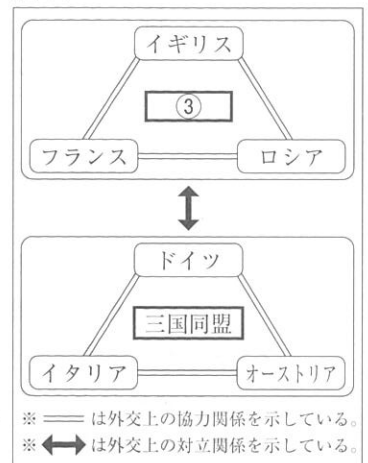 イギリス
③
フランス
ロシア
ドイツ
三国同盟
イタリア
オーストリア
※ ══ は外交上の協力関係を示している。
※ ⟷ は外交上の対立関係を示している。